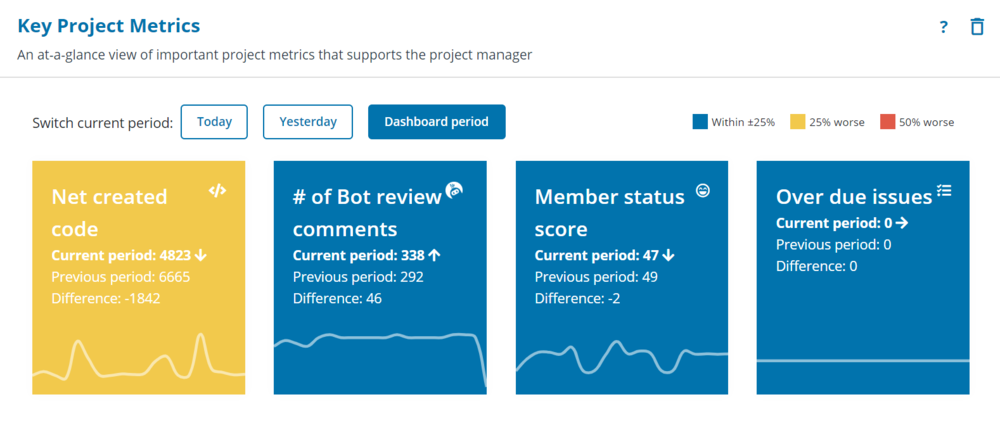 Key Project Metrics
?
An at-a-glance view of important project metrics that supports the project manager
Switch current period: Today Yesterday Dashboard period
Within ±25% 25% worse 50% worse
Net created
code
Current period: 4823 ↓
Previous period: 6665
Difference: -1842
# of Bot review
comments
Current period: 338 ↑
Previous period: 292
Difference: 46
Member status
score
Current period: 47 ↓
Previous period: 49
Difference: -2
Over due issues
Current period: 0 →
Previous period: 0
Difference: 0